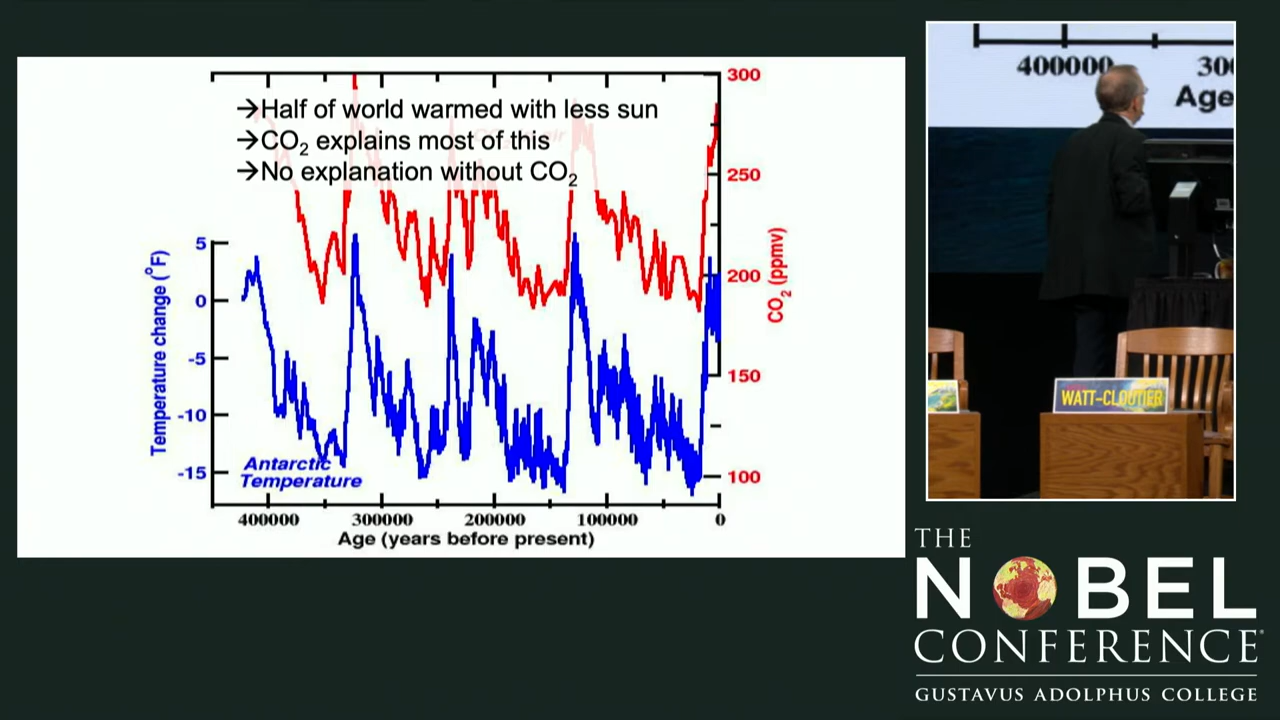 →Half of world warmed with less sun
→CO2 explains most of this
→No explanation without CO2
300
250
200
150
100
CO2 (ppmv)
5
0
-5
-10
-15
Temperature change (°F)
Antarctic
Temperature
400000
300000
200000
100000
0
Age (years before present)
400000
300
Age
WATT-CLOUTIER
THE
NOBEL
CONFERENCE®
GUSTAVUS ADOLPHUS COLLEGE